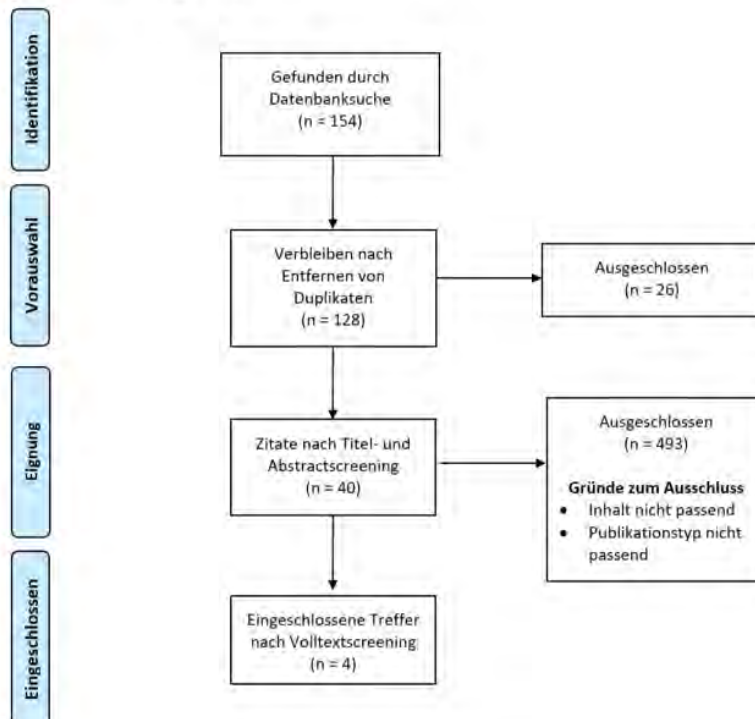 Identifikation
Gefunden durch
Datenbanksuche
(n = 154)
Vorauswahl
Verbleiben nach
Entfernen von
Duplikaten
(n = 128)
Ausgeschlossen
(n = 26)
Eignung
Zitate nach Titel- und
Abstractscreening
(n = 40)
Ausgeschlossen
(n = 493)
Gründe zum Ausschluss
• Inhalt nicht passend
• Publikationstyp nicht
passend
Eingeschlossen
Eingeschlossene Treffer
nach Volltextscreening
(n = 4)